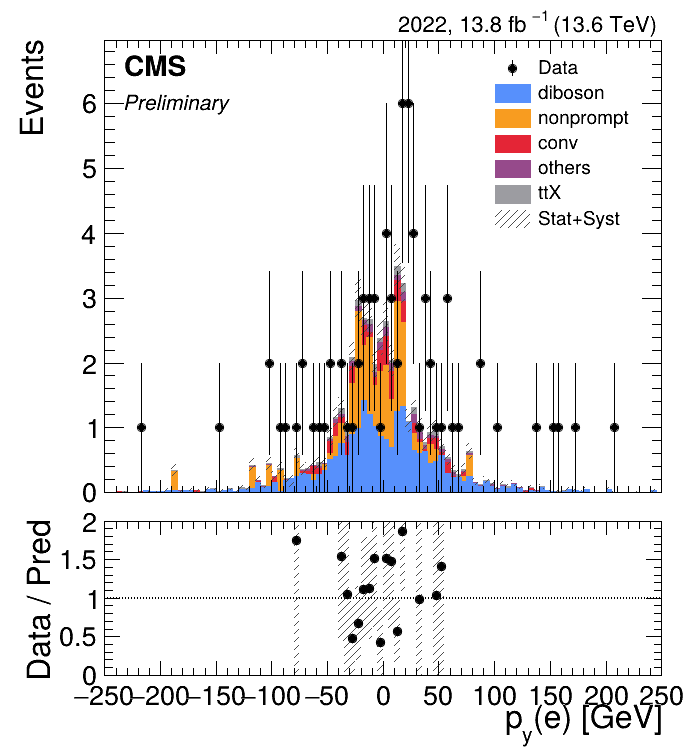 2022, 13.8 fb⁻¹ (13.6 TeV)
CMS
Preliminary
Events
Data
diboson
nonprompt
conv
others
ttX
Stat+Syst
6
5
4
3
2
1
0
Data / Pred
2
1.5
1
0.5
0
−250 −200 −150 −100 −50 0 50 100 150 200 250
p_y(e) [GeV]